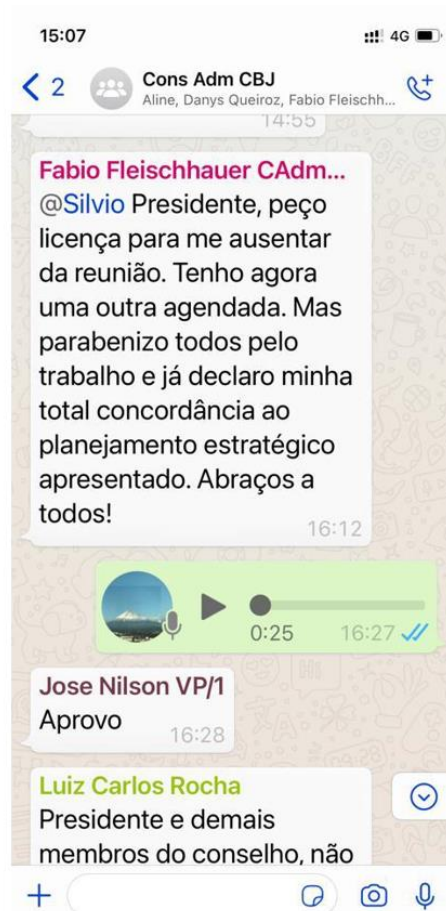 15:07
4G
2
Cons Adm CBJ
Aline, Danys Queiroz, Fabio Fleischh...
14:55
Fabio Fleischhauer CAdm...
@Silvio Presidente, peço
licença para me ausentar
da reunião. Tenho agora
uma outra agendada. Mas
parabenizo todos pelo
trabalho e já declaro minha
total concordância ao
planejamento estratégico
apresentado. Abraços a
todos!
16:12
0:25
16:27
Jose Nilson VP/1
Aprovo
16:28
Luiz Carlos Rocha
Presidente e demais
membros do conselho, não